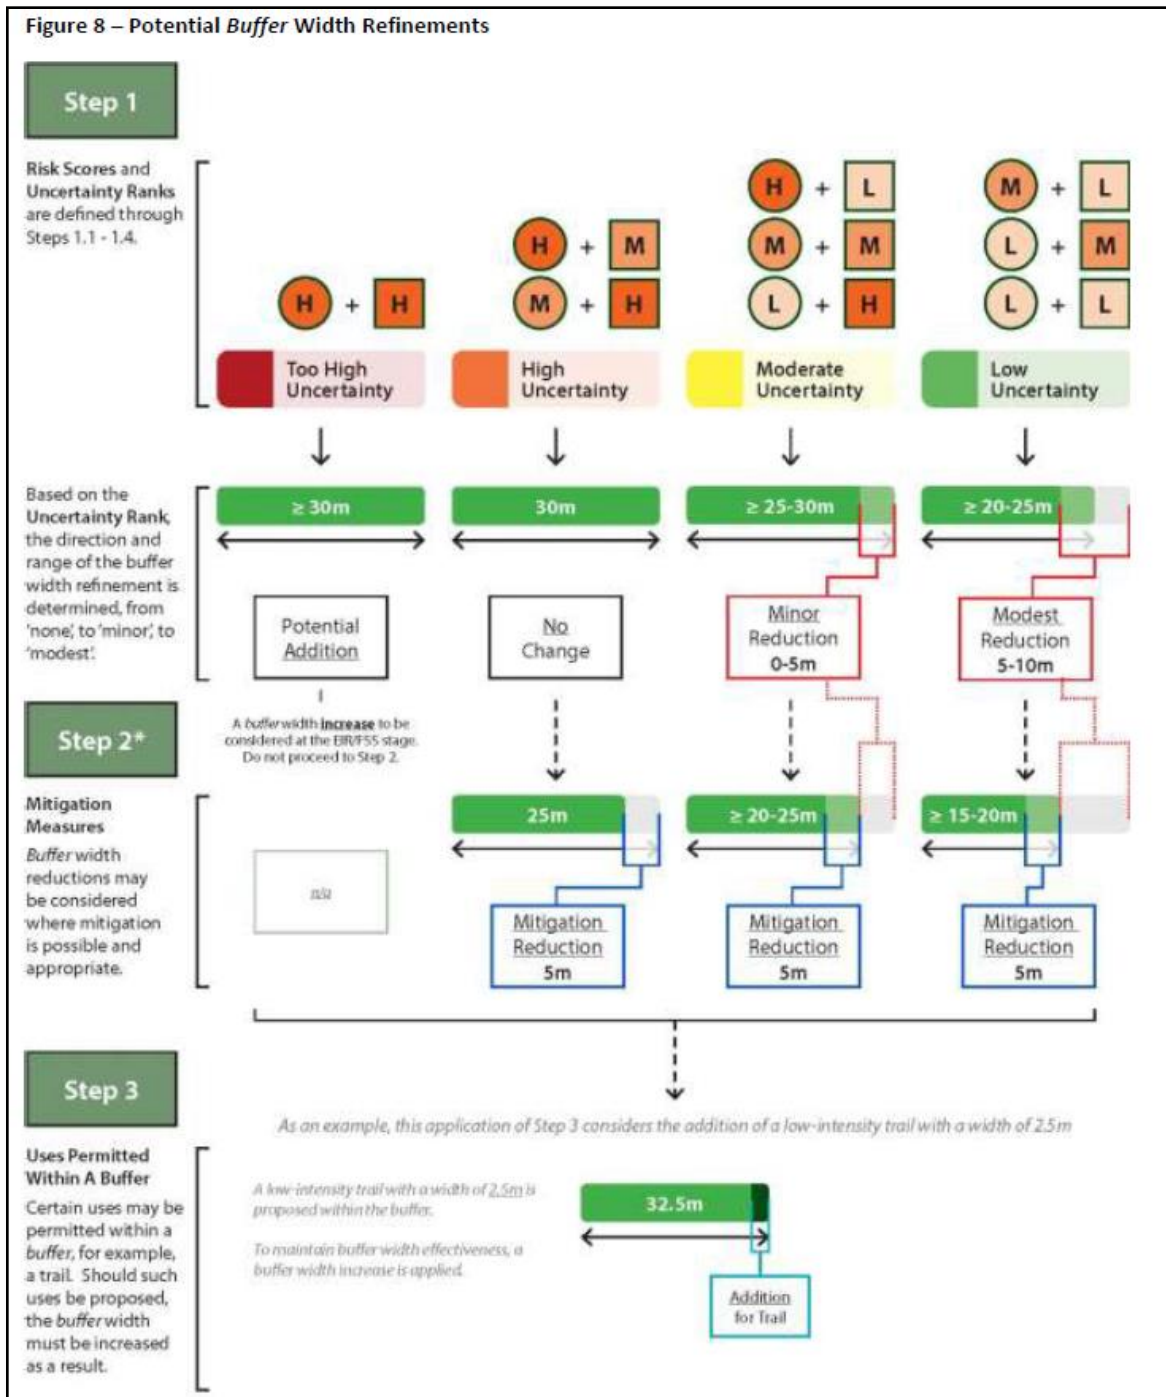 Figure 8 – Potential Buffer Width Refinements
Step 1
Risk Scores and
Uncertainty Ranks
are defined through
Steps 1.1 - 1.4.
H + H
H + M
M + H
H + L
M + M
L + H
M + L
L + M
L + L
Too High
Uncertainty
High
Uncertainty
Moderate
Uncertainty
Low
Uncertainty
Based on the
Uncertainty Rank,
the direction and
range of the buffer
width refinement is
determined, from
‘none’, to ‘minor’, to
‘modest’.
≥ 30m
30m
≥ 25-30m
≥ 20-25m
Potential
Addition
No
Change
Minor
Reduction
0-5m
Modest
Reduction
5-10m
A buffer width increase to be
considered at the EIR/FSS stage.
Do not proceed to Step 2.
Step 2*
Mitigation
Measures
Buffer width
reductions may
be considered
where mitigation
is possible and
appropriate.
n/a
25m
≥ 20-25m
≥ 15-20m
Mitigation
Reduction
5m
Mitigation
Reduction
5m
Mitigation
Reduction
5m
Step 3
As an example, this application of Step 3 considers the addition of a low-intensity trail with a width of 2.5m
Uses Permitted
Within A Buffer
Certain uses may be
permitted within a
buffer, for example,
a trail. Should such
uses be proposed,
the buffer width
must be increased
as a result.
A low-intensity trail with a width of 2.5m is
proposed within the buffer.
To maintain buffer width effectiveness, a
buffer width increase is applied.
32.5m
Addition
for Trail